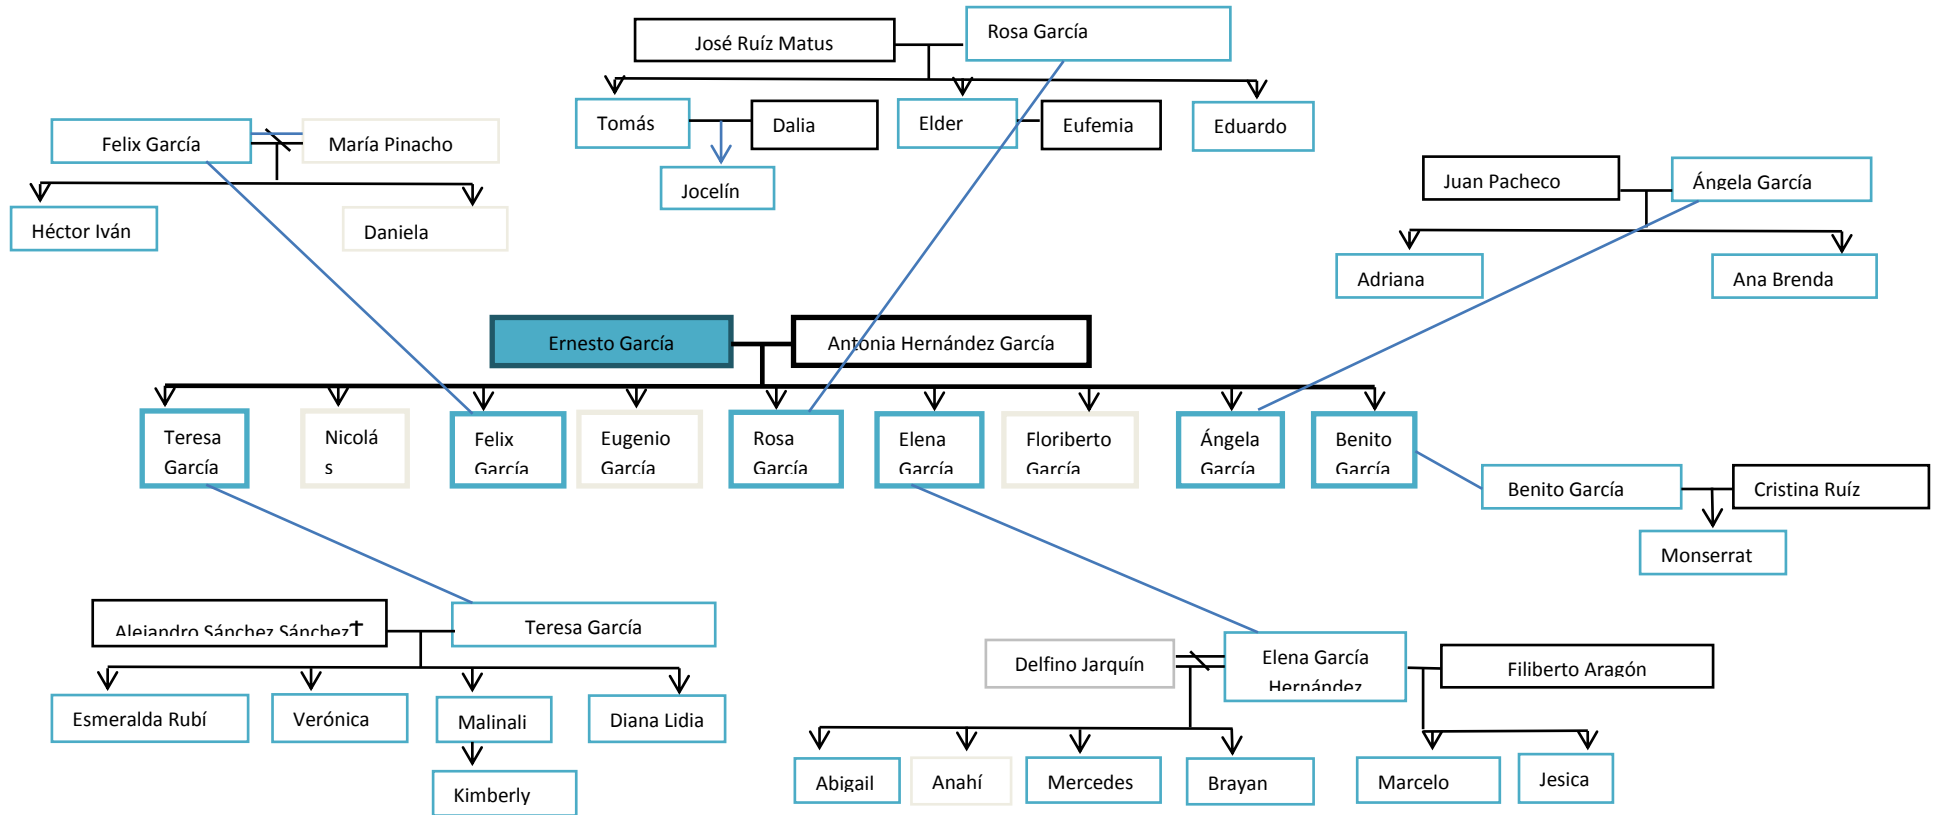 José Ruíz Matus
Rosa García
Tomás
Dalia
Elder
Eufemia
Eduardo
Jocelín
Felix García
María Pinacho
Héctor Iván
Daniela
Juan Pacheco
Ángela García
Adriana
Ana Brenda
Ernesto García
Antonia Hernández García
Teresa
García
Nicolá
s
Felix
García
Eugenio
García
Rosa
García
Elena
García
Floriberto
García
Ángela
García
Benito
García
Benito García
Cristina Ruíz
Monserrat
Alejandro Sánchez Sánchez✝
Teresa García
Esmeralda Rubí
Verónica
Malinali
Diana Lidia
Kimberly
Delfino Jarquín
Elena García
Hernández
Filiberto Aragón
Abigail
Anahí
Mercedes
Brayan
Marcelo
Jesica